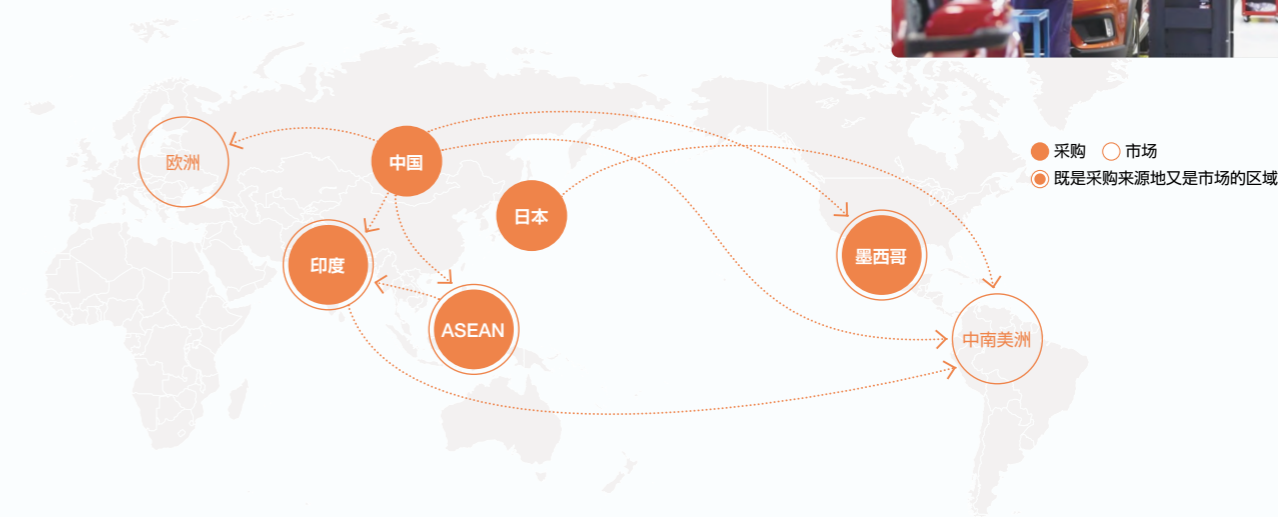 采购 市场
既是采购来源地又是市场的区域
欧洲
中国
日本
印度
墨西哥
ASEAN
中南美洲